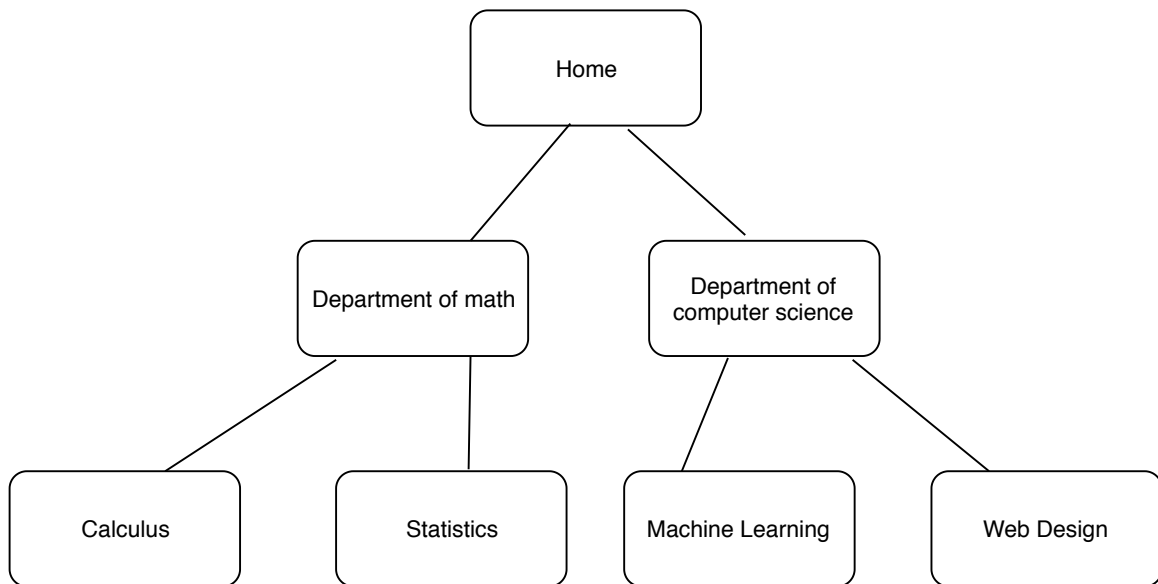 Home
Department of math
Department of
computer science
Calculus
Statistics
Machine Learning
Web Design